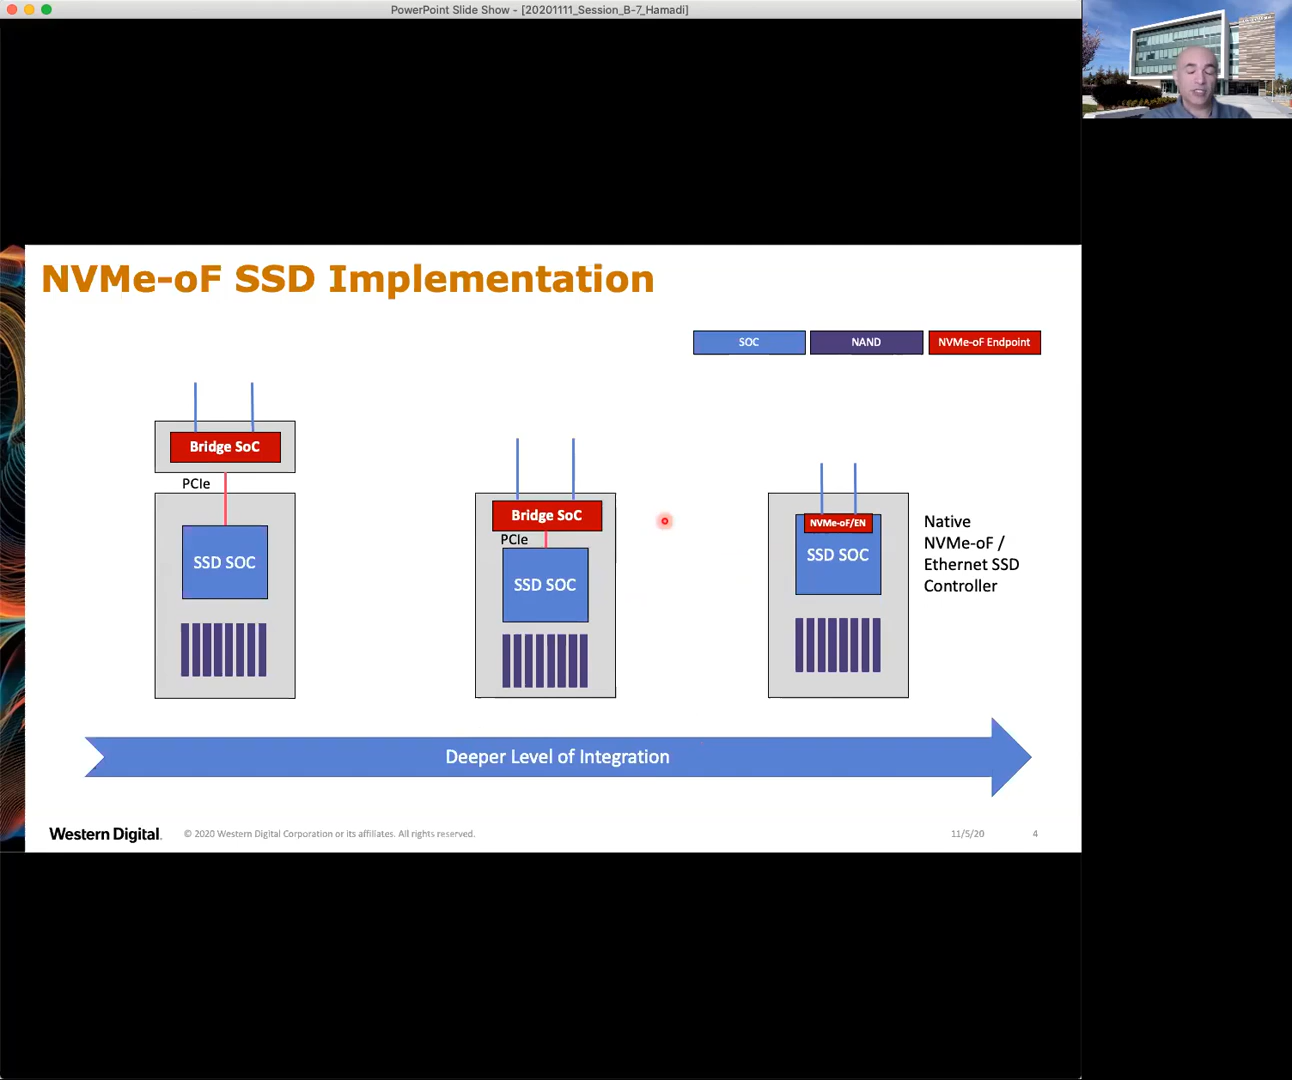 PowerPoint Slide Show - [20201111_Session_B-7_Hamadi]
NVMe-oF SSD Implementation
SOC
NAND
NVMe-oF Endpoint
Bridge SoC
PCIe
SSD SOC
Bridge SoC
PCIe
SSD SOC
NVMe-oF/EN
SSD SOC
Native
NVMe-oF /
Ethernet SSD
Controller
Deeper Level of Integration
Western Digital.
© 2020 Western Digital Corporation or its affiliates. All rights reserved.
11/5/20
4